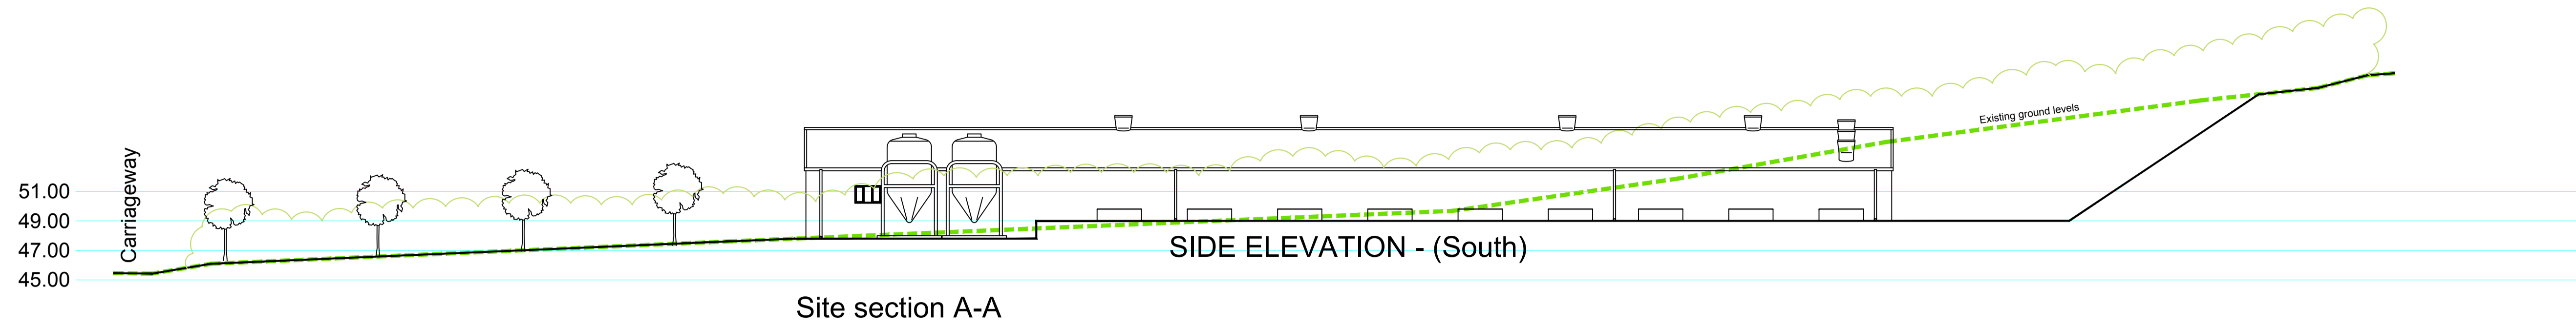 Existing ground levels
Carriageway
51.00
49.00
47.00
45.00
SIDE ELEVATION - (South)
Site section A-A